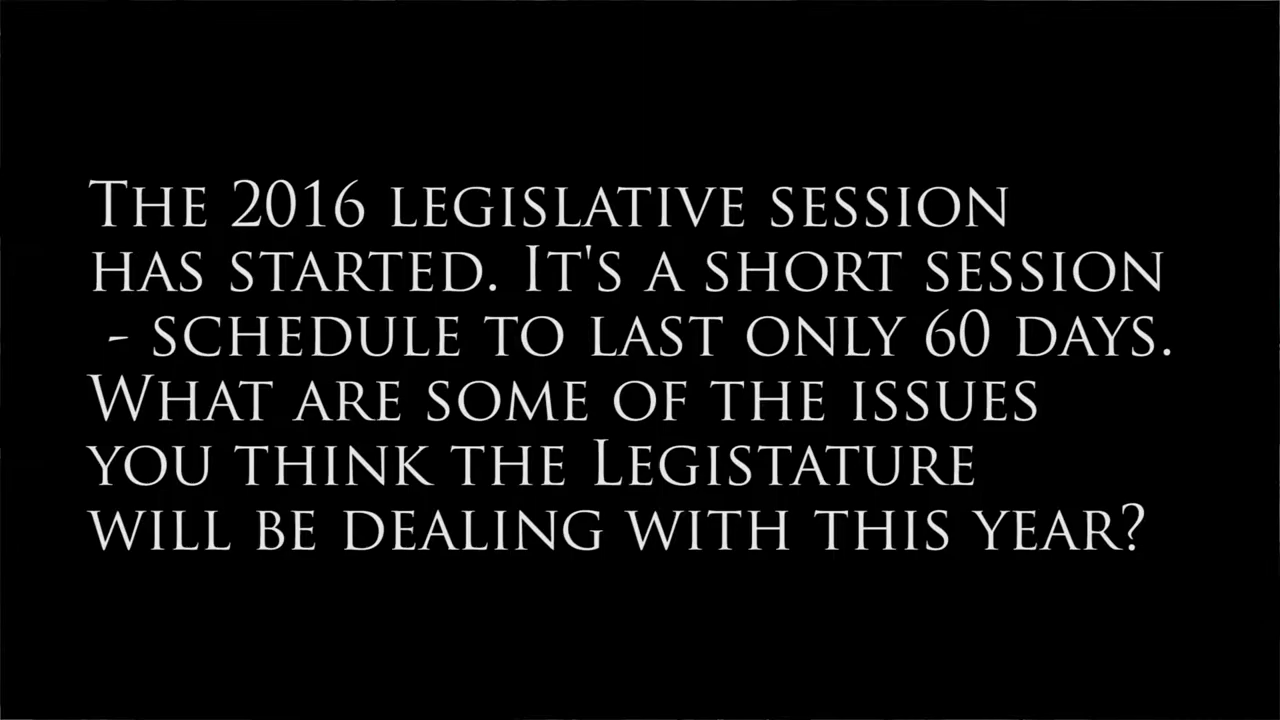 The 2016 legislative session
has started. It's a short session
- schedule to last only 60 days.
What are some of the issues
you think the Legistature
will be dealing with this year?